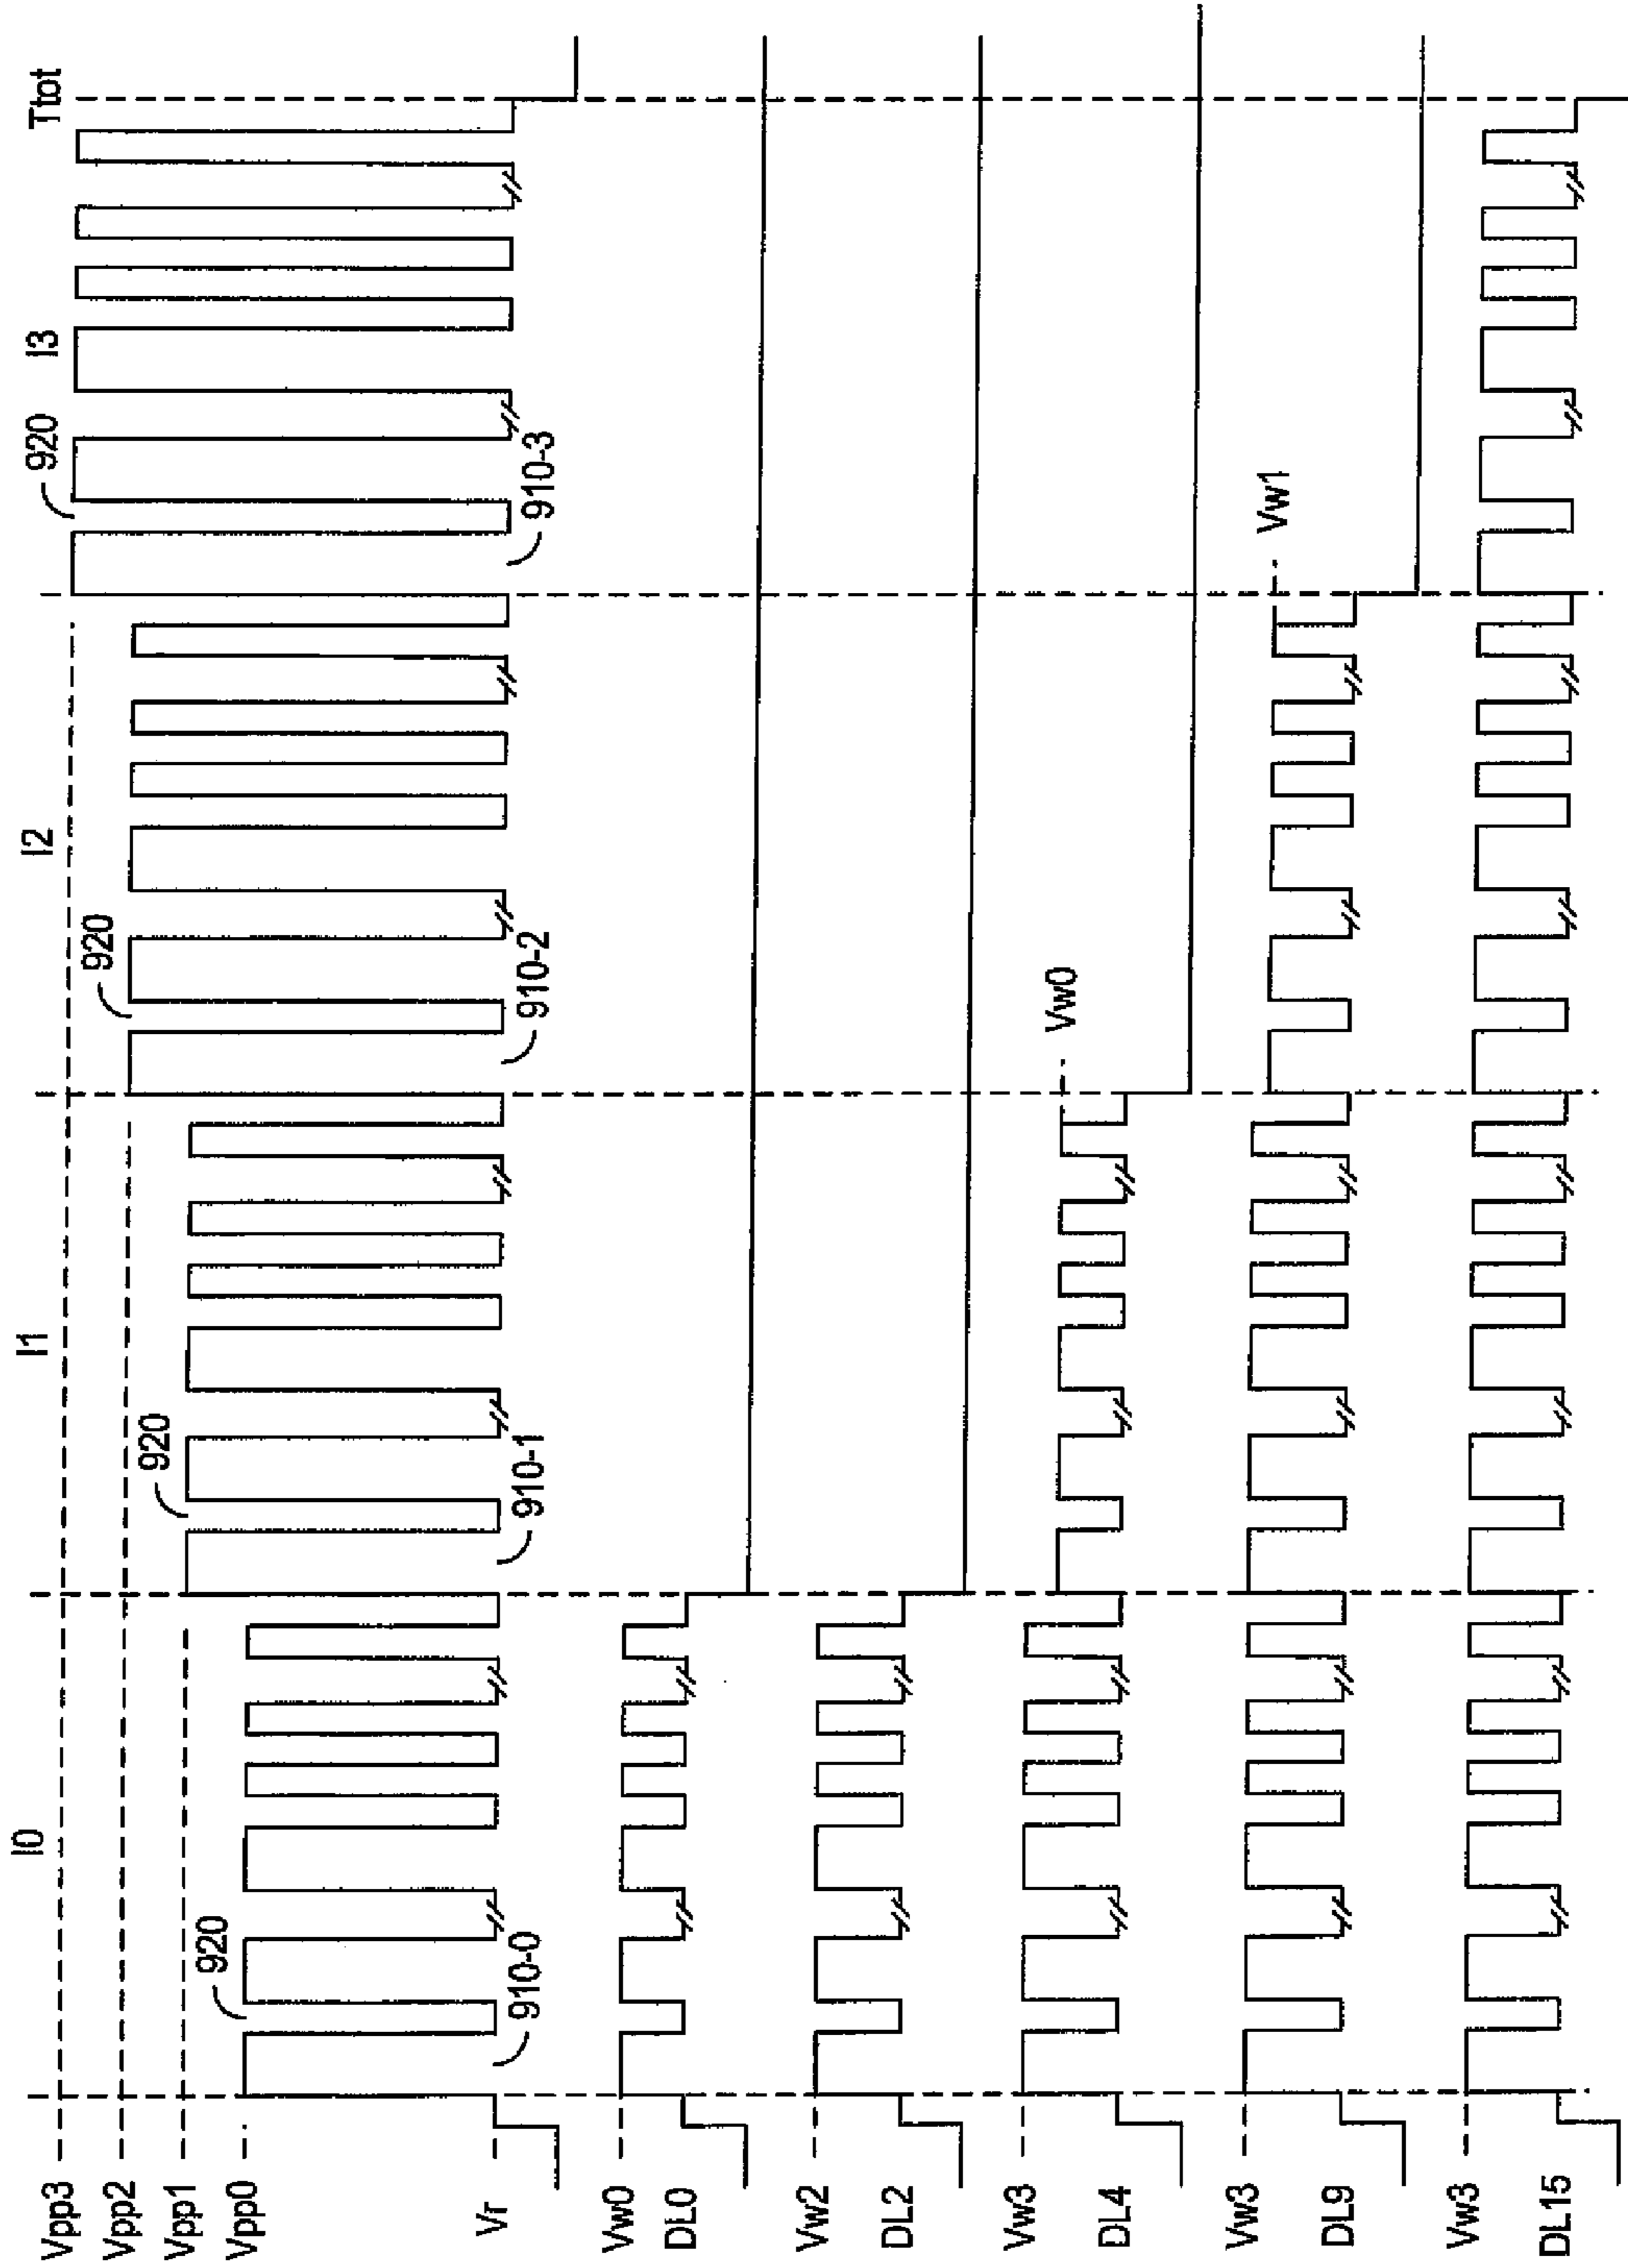 I0 I1 I2 I3 Ttot
Vpp3
Vpp2
Vpp1
Vpp0
920 920 920 920
Vr
910-0 910-1 910-2 910-3
Vw0
DL0
Vw2
DL2
Vw3
Vw0
DL4
Vw3
Vw1
DL9
Vw3
DL15